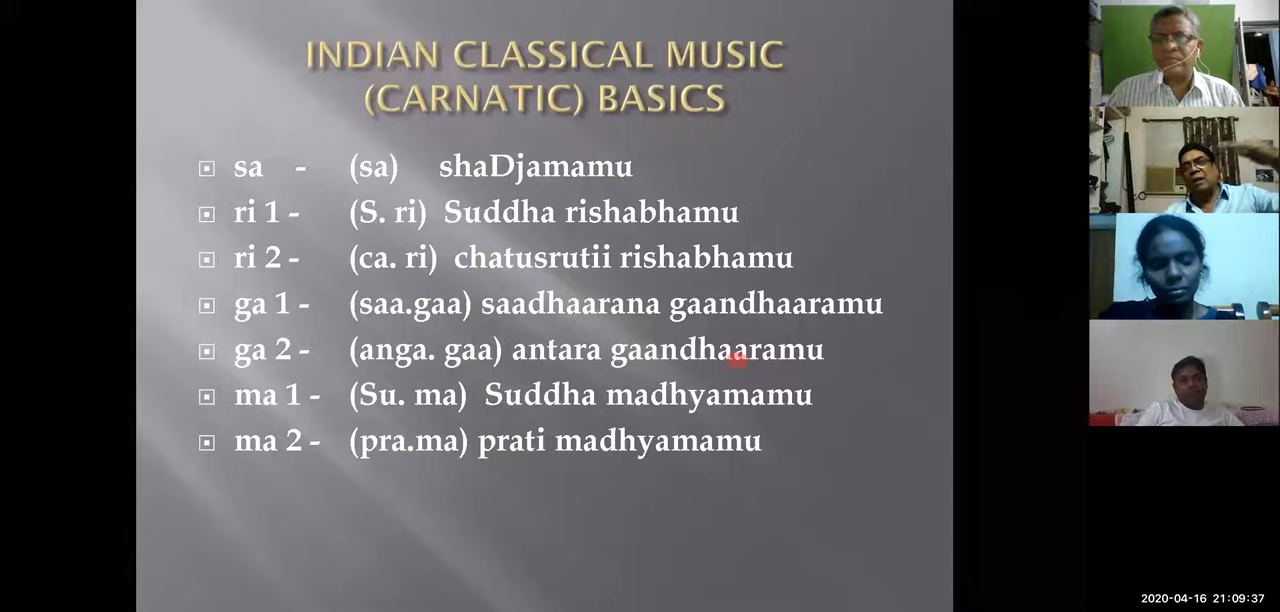 INDIAN CLASSICAL MUSIC
(CARNATIC) BASICS
sa - (sa) shaDjamamu
ri 1 - (S. ri) Suddha rishabhamu
ri 2 - (ca. ri) chatusrutii rishabhamu
ga 1 - (saa.gaa) saadhaarana gaandhaaramu
ga 2 - (anga. gaa) antara gaandhaaramu
ma 1 - (Su. ma) Suddha madhyamamu
ma 2 - (pra.ma) prati madhyamamu
2020-04-16 21:09:37